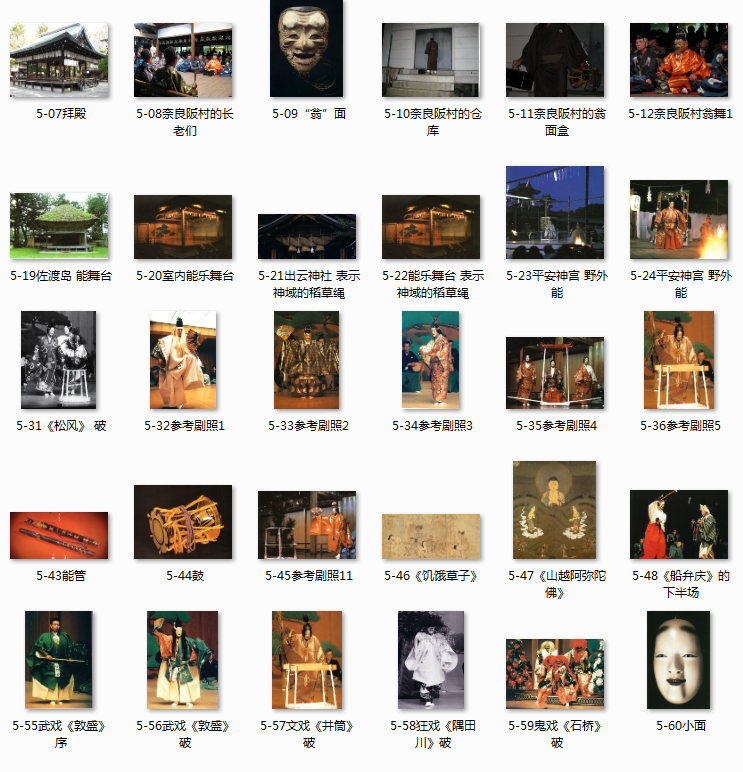 5-07拜殿
5-08奈良阪村的长
老们
5-09“翁”面
5-10奈良阪村的仓
库
5-11奈良阪村的翁
面盒
5-12奈良阪村翁舞1
5-19佐渡岛 能舞台
5-20室内能乐舞台
5-21出云神社 表示
神域的稻草绳
5-22能乐舞台 表示
神域的稻草绳
5-23平安神宫 野外
能
5-24平安神宫 野外
能
5-31《松风》 破
5-32参考剧照1
5-33参考剧照2
5-34参考剧照3
5-35参考剧照4
5-36参考剧照5
5-43能管
5-44鼓
5-45参考剧照11
5-46《饥饿草子》
5-47《山越阿弥陀
佛》
5-48《船弁庆》的
下半场
5-55武戏《敦盛》
序
5-56武戏《敦盛》
破
5-57文戏《井筒》
破
5-58狂戏《隅田
川》破
5-59鬼戏《石桥》
破
5-60小面